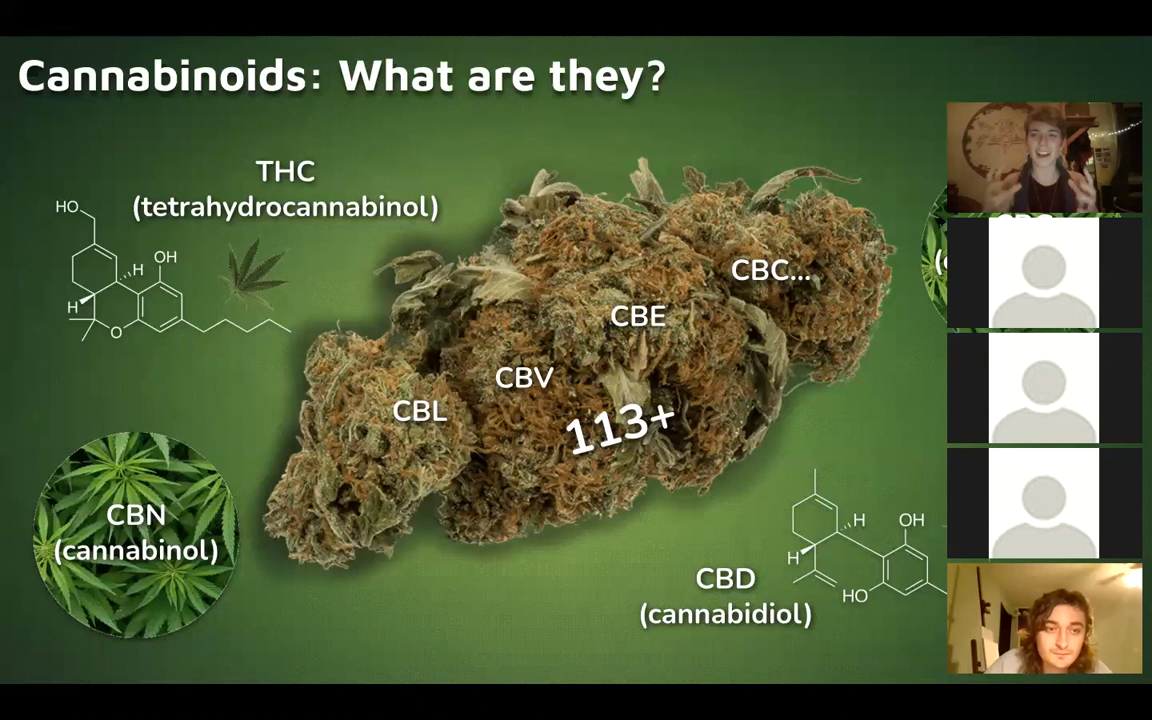 Cannabinoids: What are they?
THC
(tetrahydrocannabinol)
HO
OH
H
H
O
CBC...
CBE
CBV
CBL
113+
CBN
(cannabinol)
H
OH
H
HO
CBD
(cannabidiol)